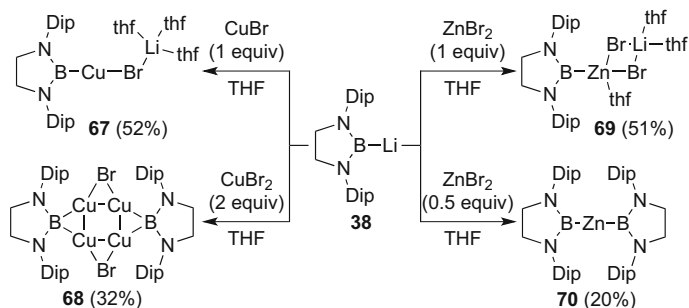 Dip
N
B
Cu
Br
Li
thf
thf
thf
N
Dip
67 (52%)
CuBr
(1 equiv)
THF
ZnBr2
(1 equiv)
THF
Dip
N
B
Zn
Br
Li
thf
thf
Br
thf
N
Dip
69 (51%)
Dip
N
B
Li
N
Dip
38
Dip
Br
Dip
N
Cu
Cu
N
B
B
N
Cu
Cu
N
Dip
Br
Dip
68 (32%)
CuBr2
(2 equiv)
THF
ZnBr2
(0.5 equiv)
THF
Dip
Dip
N
N
B
Zn
B
N
N
Dip
Dip
70 (20%)